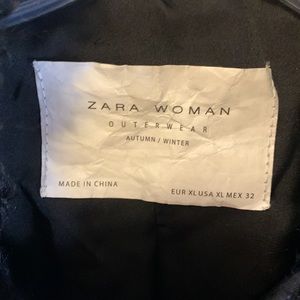 ZARA WOMAN
OUTERWEAR
AUTUMN / WINTER
MADE IN CHINA
EUR XL USA XL MEX 32